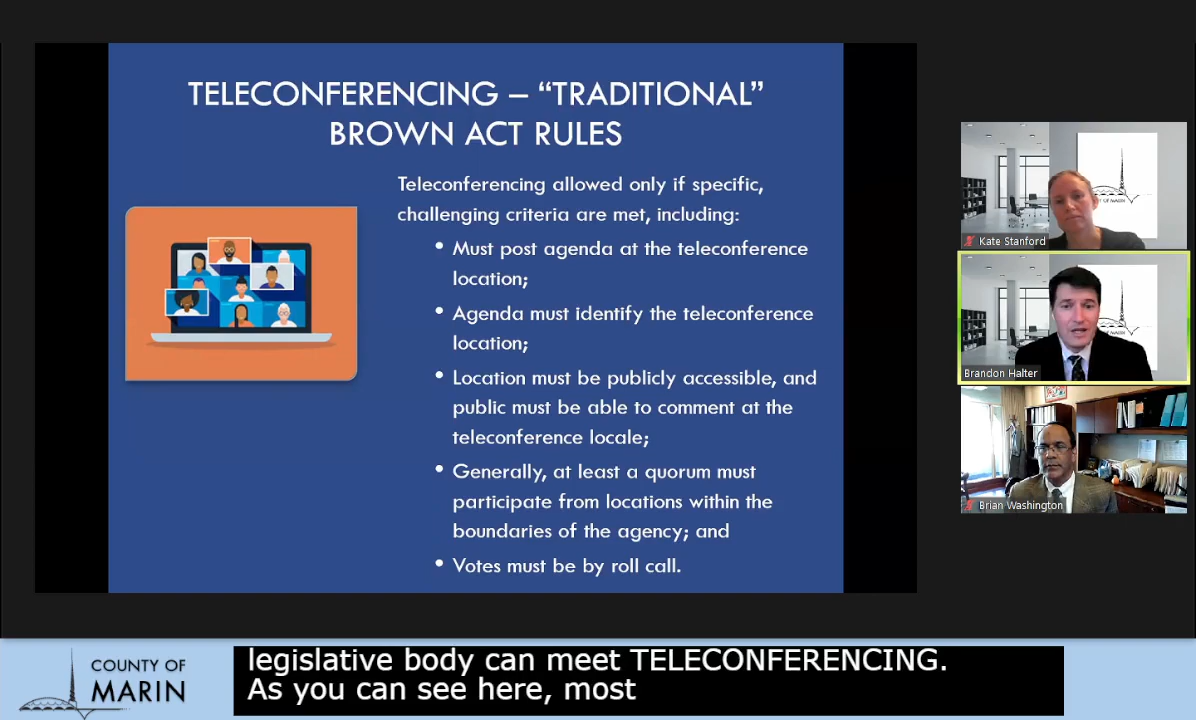 TELECONFERENCING – “TRADITIONAL”
BROWN ACT RULES
Teleconferencing allowed only if specific,
challenging criteria are met, including:
• Must post agenda at the teleconference
location;
• Agenda must identify the teleconference
location;
• Location must be publicly accessible, and
public must be able to comment at the
teleconference locale;
• Generally, at least a quorum must
participate from locations within the
boundaries of the agency; and
• Votes must be by roll call.
Kate Stanford
Brandon Halter
Brian Washington
COUNTY OF
MARIN
legislative body can meet TELECONFERENCING.
As you can see here, most